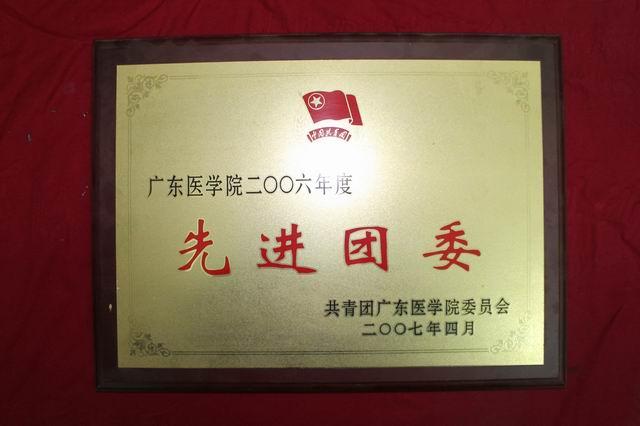 中国共青团
广东医学院二〇〇六年度
先进团委
共青团广东医学院委员会
二〇〇七年四月